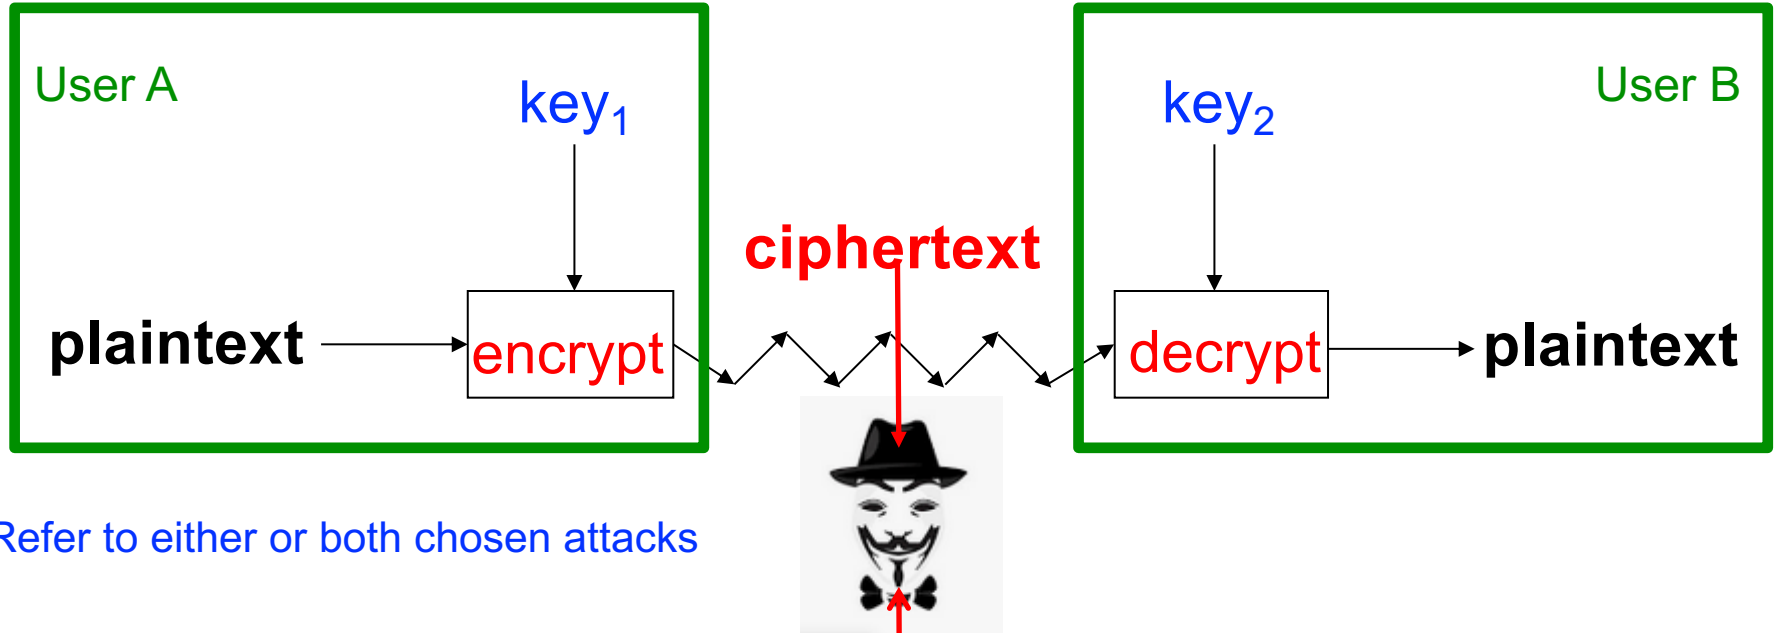 User A
key₁
key₂
User B
ciphertext
plaintext
encrypt
decrypt
plaintext
Refer to either or both chosen attacks